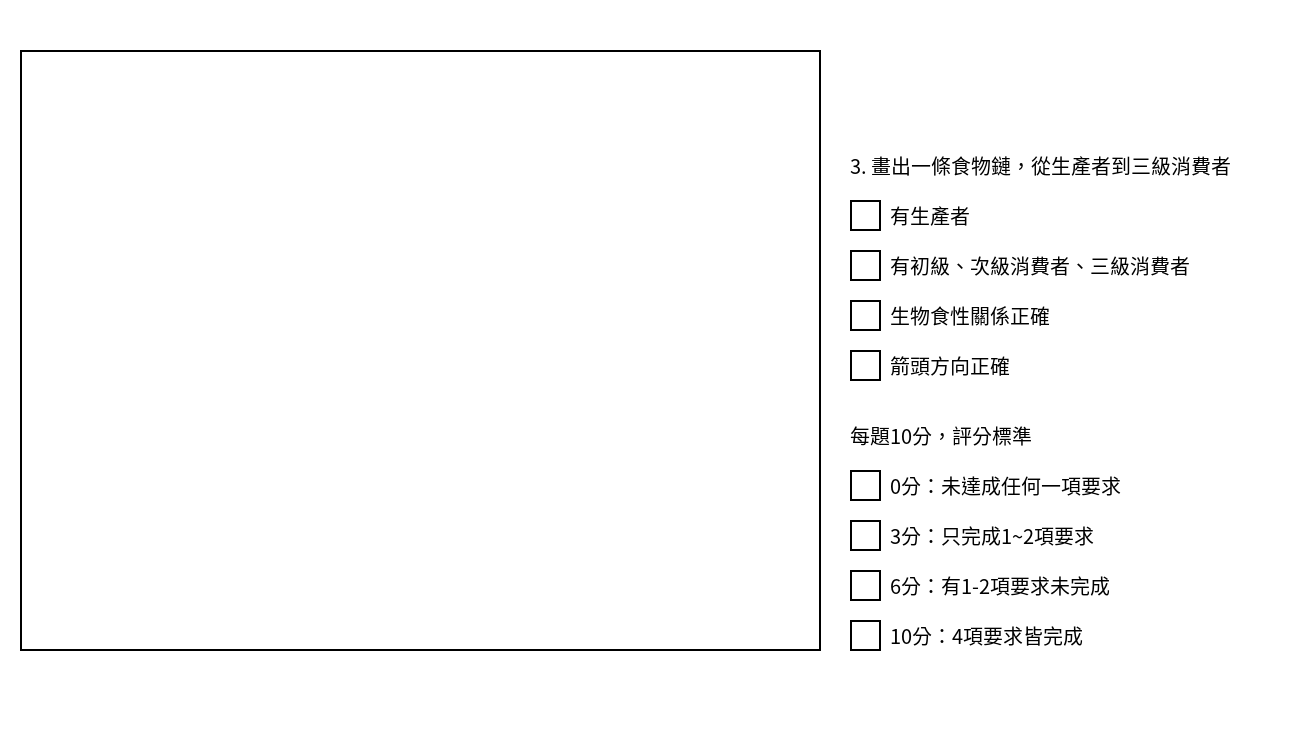 3. 畫出一條食物鏈，從生產者到三級消費者
有生產者
有初級、次級消費者、三級消費者
生物食性關係正確
箭頭方向正確
每題10分，評分標準
0分：未達成任何一項要求
3分：只完成1~2項要求
6分：有1-2項要求未完成
10分：4項要求皆完成